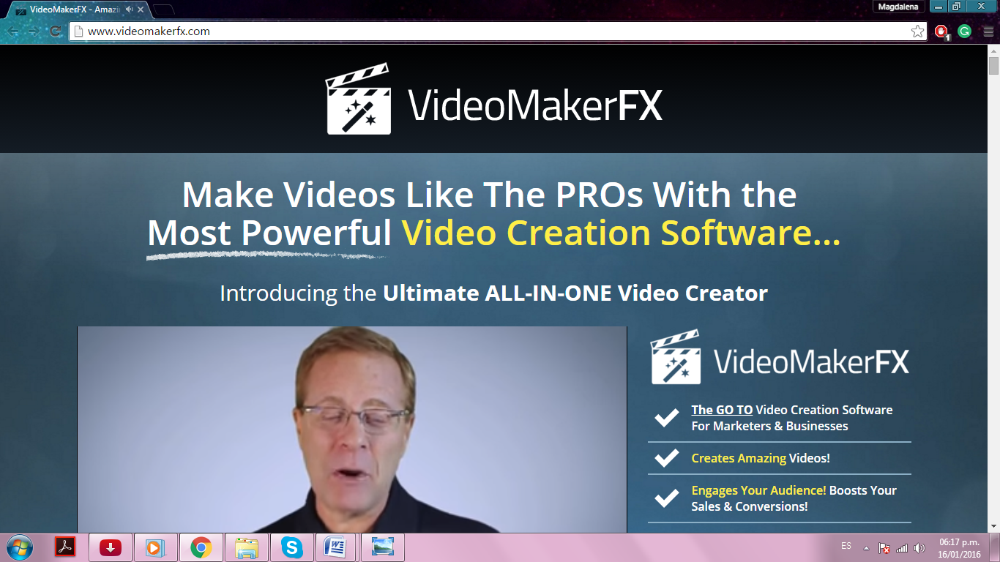 VideoMakerFX - Amazi
Magdalena
www.videomakerfx.com
1
VideoMakerFX
Make Videos Like The PROs With the
Most Powerful Video Creation Software...
Introducing the Ultimate ALL-IN-ONE Video Creator
VideoMakerFX
The GO TO Video Creation Software
For Marketers & Businesses
Creates Amazing Videos!
Engages Your Audience! Boosts Your
Sales & Conversions!
ES
06:17 p.m.
16/01/2016